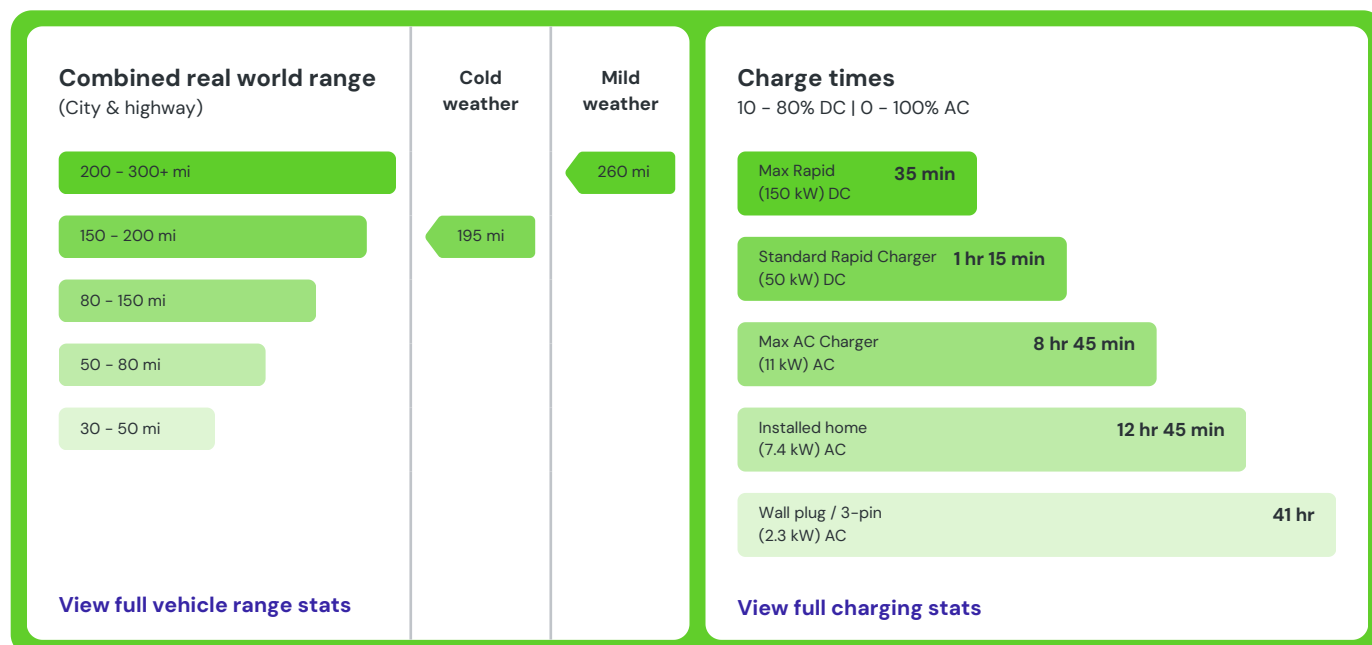 Combined real world range
(City & highway)
Cold
weather
Mild
weather
200 - 300+ mi
260 mi
150 - 200 mi
195 mi
80 - 150 mi
50 - 80 mi
30 - 50 mi
View full vehicle range stats
Charge times
10 - 80% DC | 0 - 100% AC
Max Rapid
(150 kW) DC
35 min
Standard Rapid Charger
(50 kW) DC
1 hr 15 min
Max AC Charger
(11 kW) AC
8 hr 45 min
Installed home
(7.4 kW) AC
12 hr 45 min
Wall plug / 3-pin
(2.3 kW) AC
41 hr
View full charging stats